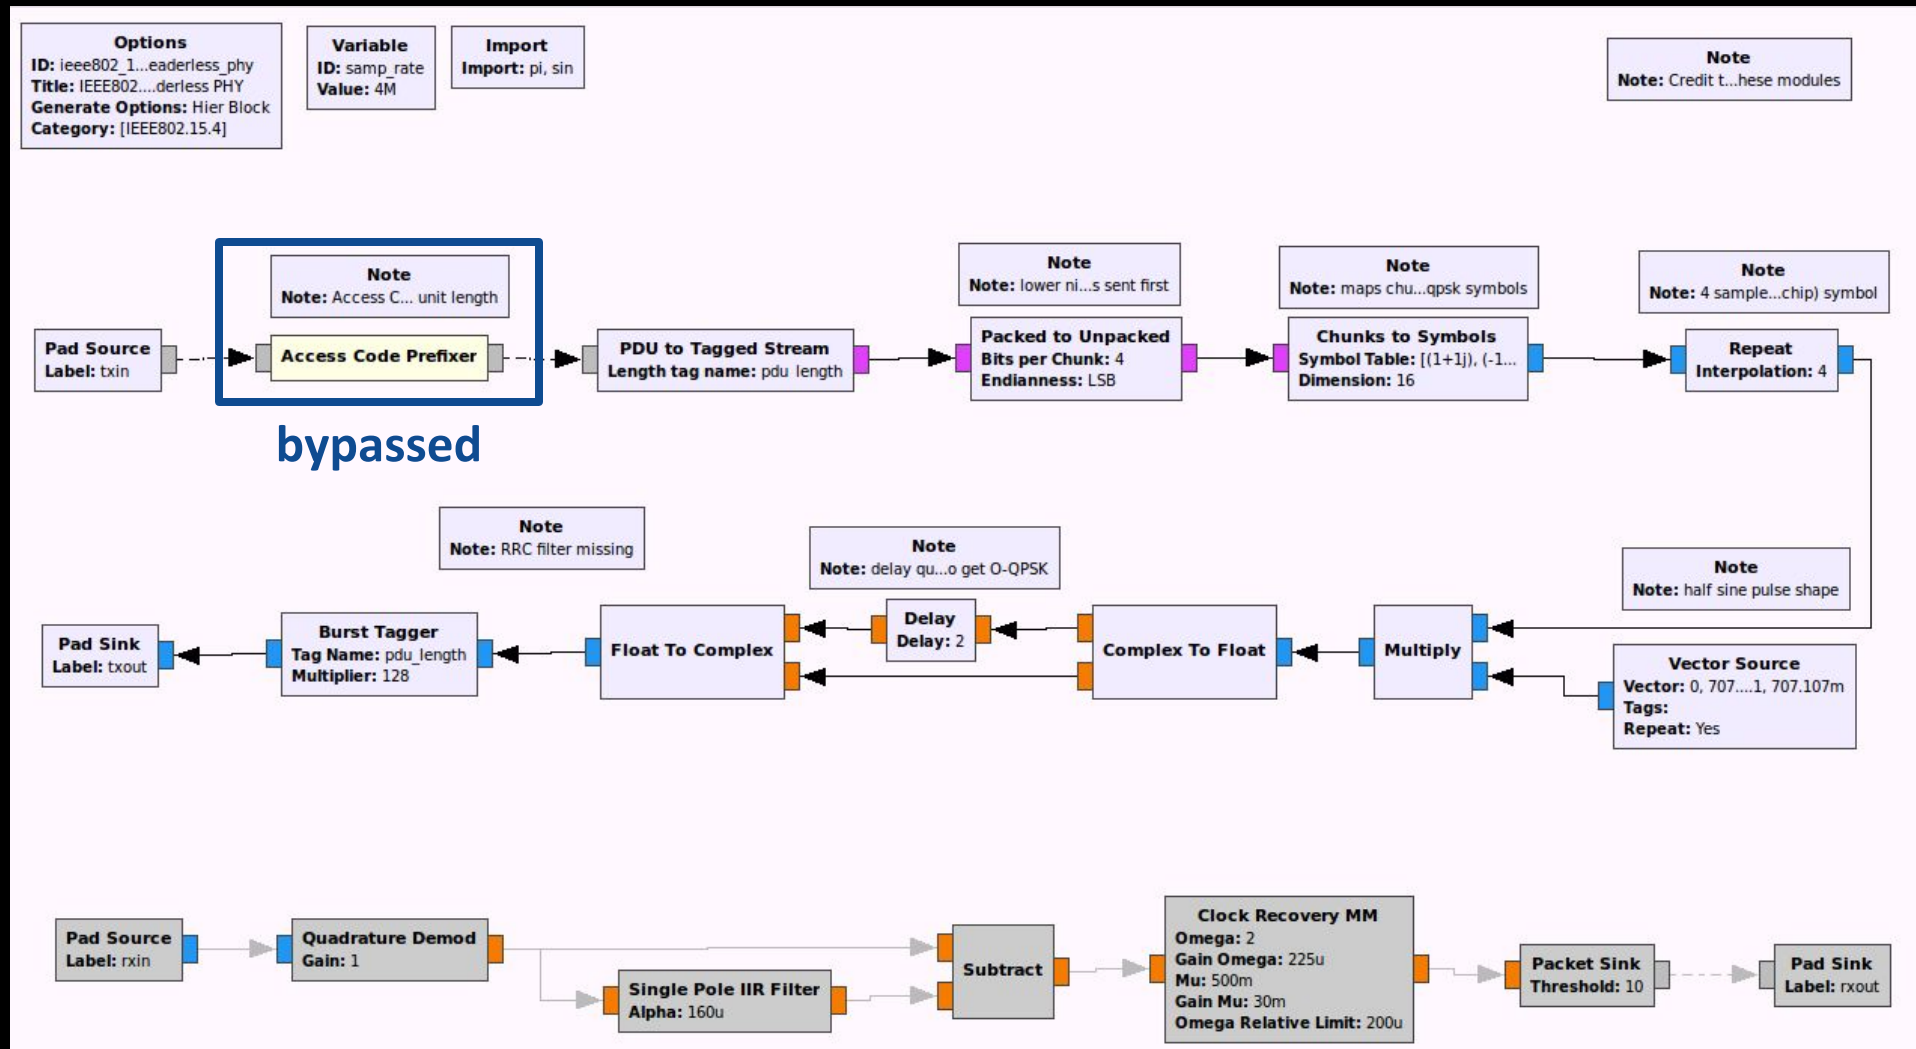 Options
ID: ieee802_1...eaderless_phy
Title: IEEE802....derless PHY
Generate Options: Hier Block
Category: [IEEE802.15.4]
Variable
ID: samp_rate
Value: 4M
Import
Import: pi, sin
Note
Note: Credit t...hese modules
Note
Note: Access C... unit length
Note
Note: lower ni...s sent first
Note
Note: maps chu...qpsk symbols
Note
Note: 4 sample...chip) symbol
Pad Source
Label: txin
Access Code Prefixer
PDU to Tagged Stream
Length tag name: pdu_length
Packed to Unpacked
Bits per Chunk: 4
Endianness: LSB
Chunks to Symbols
Symbol Table: [(1+1j), (-1...
Dimension: 16
Repeat
Interpolation: 4
bypassed
Note
Note: RRC filter missing
Note
Note: delay qu...o get O-QPSK
Note
Note: half sine pulse shape
Pad Sink
Label: txout
Burst Tagger
Tag Name: pdu_length
Multiplier: 128
Float To Complex
Delay
Delay: 2
Complex To Float
Multiply
Vector Source
Vector: 0, 707....1, 707.107m
Tags:
Repeat: Yes
Pad Source
Label: rxin
Quadrature Demod
Gain: 1
Single Pole IIR Filter
Alpha: 160u
Subtract
Clock Recovery MM
Omega: 2
Gain Omega: 225u
Mu: 500m
Gain Mu: 30m
Omega Relative Limit: 200u
Packet Sink
Threshold: 10
Pad Sink
Label: rxout